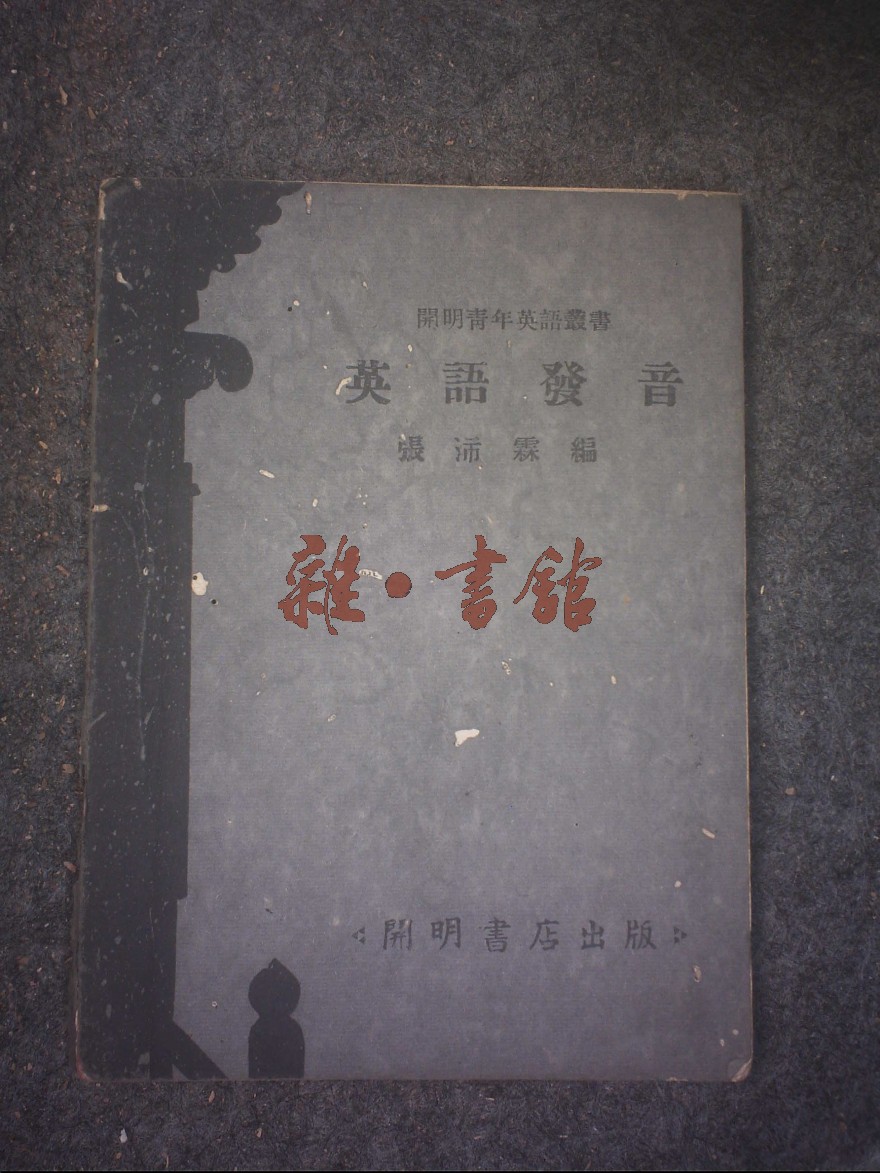 開明青年英語叢書
英語發音
張沛霖編
雜·書館
開明書店出版